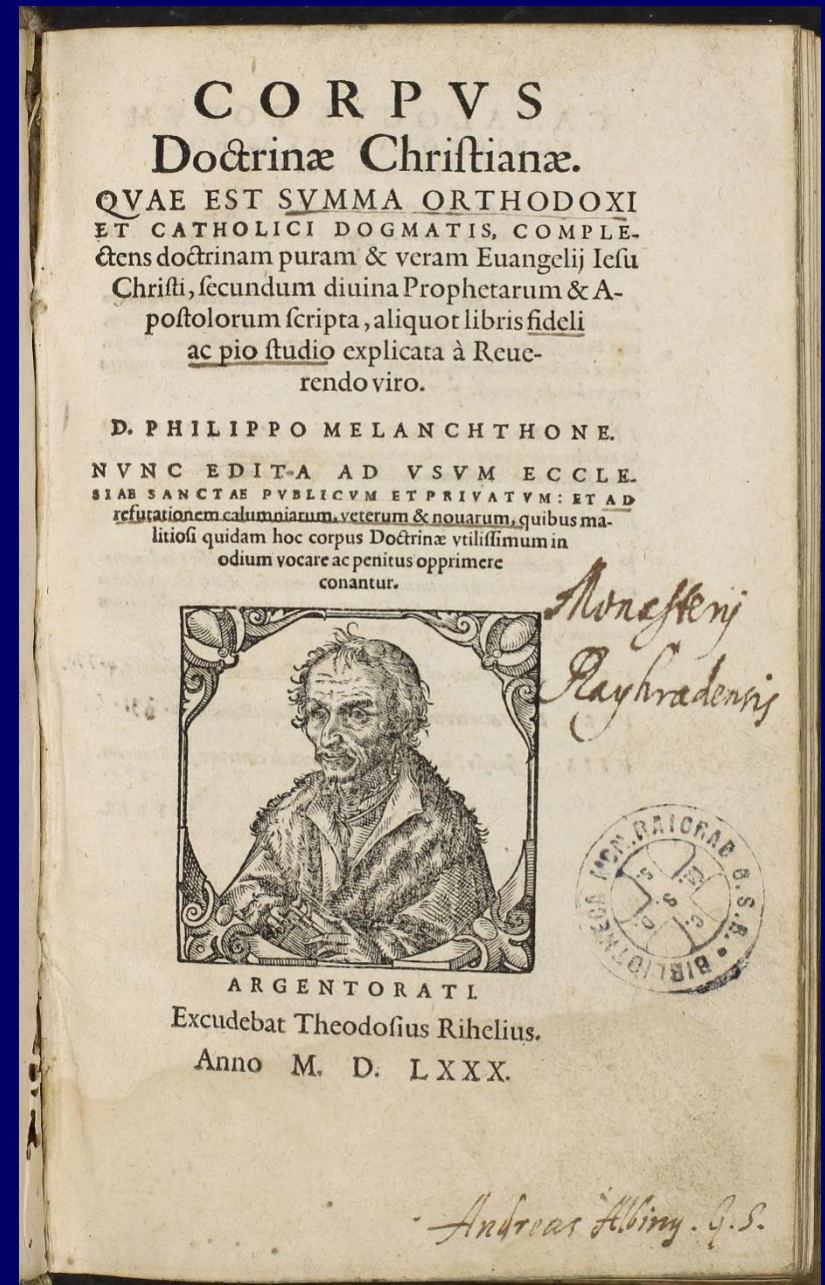 CORPVS
Doctrinæ Chriſtianæ.
QVAE EST SVMMA ORTHODOXI
ET CATHOLICI DOGMATIS, COMPLE-
ctens doctrinam puram & veram Euangelij Ieſu
Chriſti, ſecundum diuina Prophetarum & A-
poſtolorum ſcripta, aliquot libris fideli
ac pio ſtudio explicata à Reue-
rendo viro.
D. PHILIPPO MELANCHTHONE.
NVNC EDITA AD VSVM ECCLE-
SIAE SANCTAE PVBLICVM ET PRIVATVM: ET AD
refutationem calumniarum, veterum & nouarum, quibus ma-
litioſi quidam hoc corpus Doctrinæ vtiliſſimum in
odium vocare ac penitus opprimere
conantur.
Monasterij
Rayhradensis
BIBLIOTHECA MON. RAIGRAD O. S. B.
ARGENTORATI.
Excudebat Theodoſius Rihelius.
Anno M. D. LXXX.
Andreas Albiny. G. S.